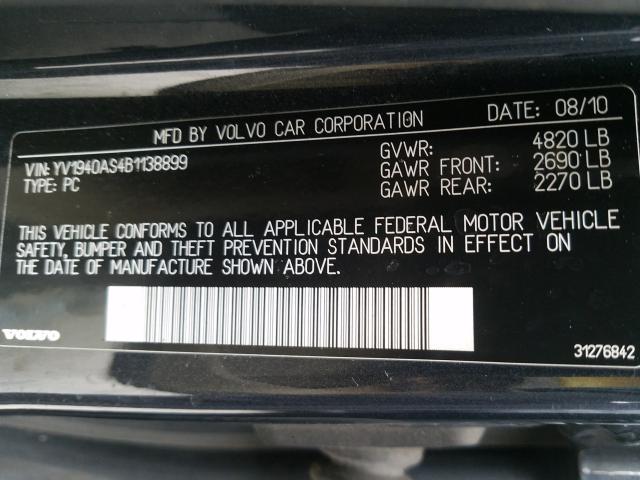 MFD BY VOLVO CAR CORPORATION DATE: 08/10
VIN: YV1940AS4B1138899 GVWR: 4820 LB
TYPE: PC GAWR FRONT: 2690 LB
GAWR REAR: 2270 LB
THIS VEHICLE CONFORMS TO ALL APPLICABLE FEDERAL MOTOR VEHICLE
SAFETY, BUMPER AND THEFT PREVENTION STANDARDS IN EFFECT ON
THE DATE OF MANUFACTURE SHOWN ABOVE.
VOLVO 31276842